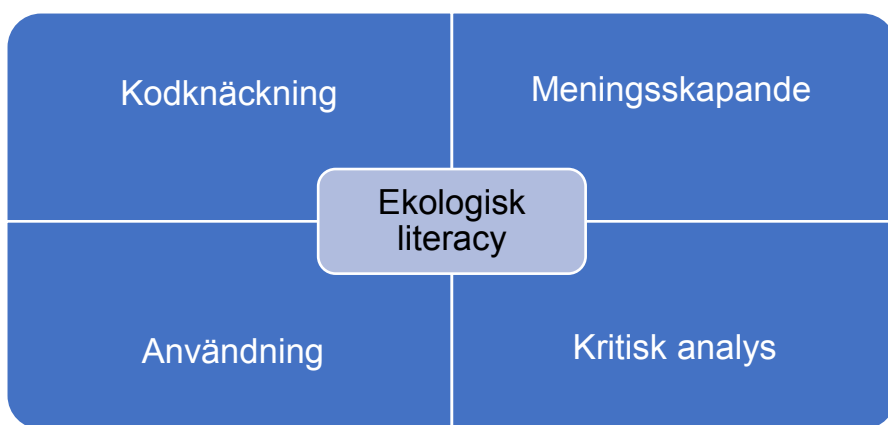 Kodknäckning
Meningsskapande
Ekologisk
literacy
Användning
Kritisk analys